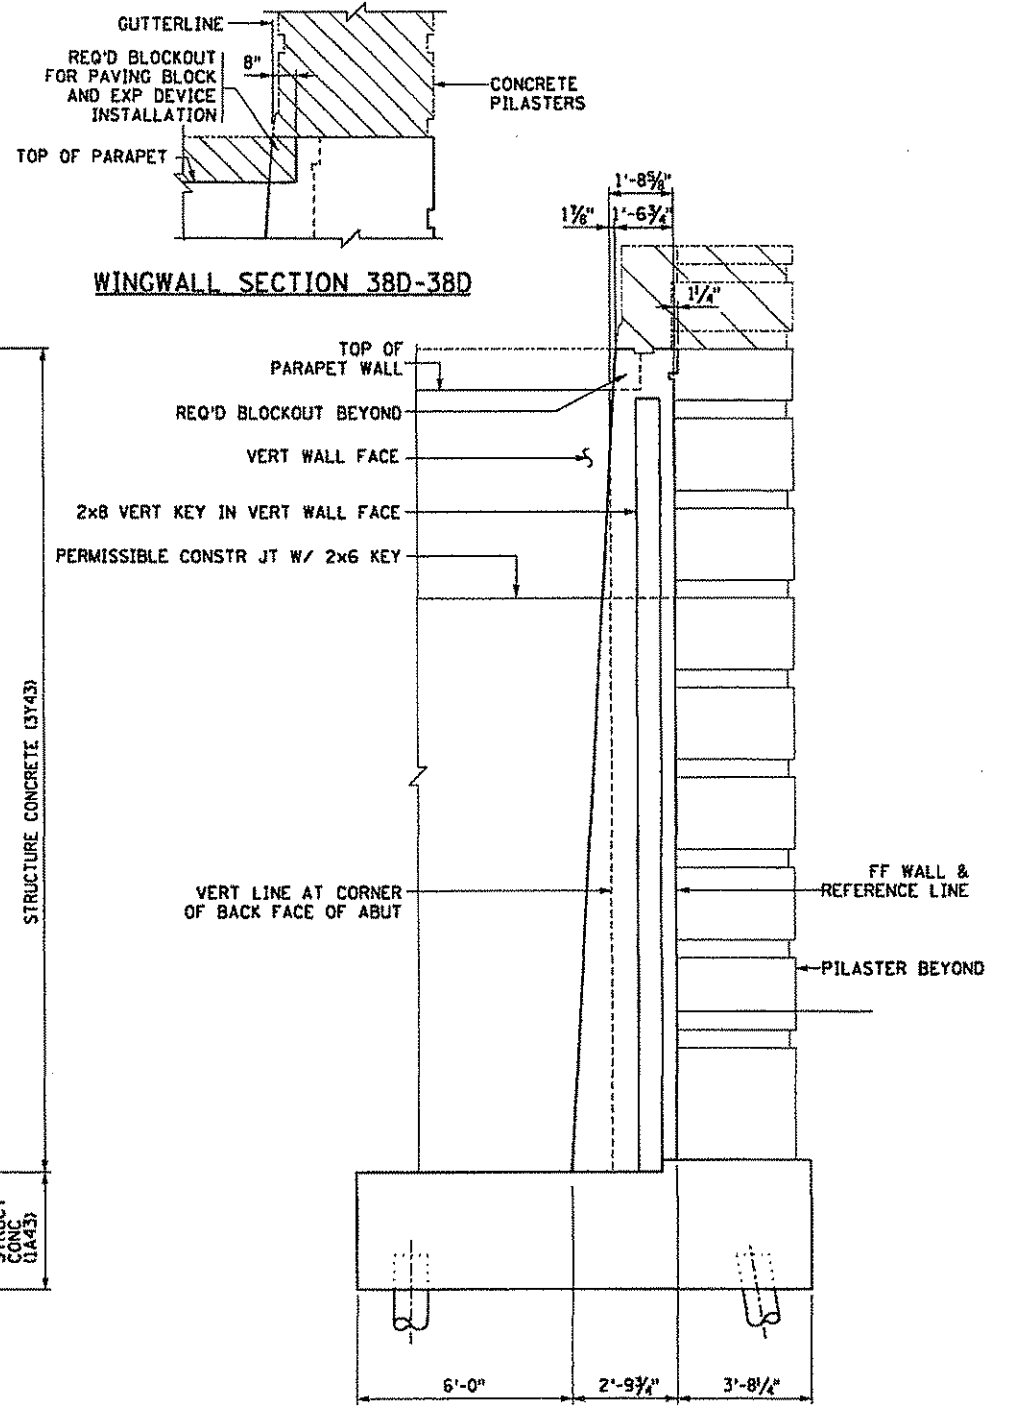 GUTTERLINE
REQ'D BLOCKOUT
FOR PAVING BLOCK
AND EXP DEVICE
INSTALLATION
8"
CONCRETE
PILASTERS
TOP OF PARAPET
WINGWALL SECTION 38D-38D
1'-8⅝"
1⅞"
1'-6¾"
1¼"
TOP OF
PARAPET WALL
REQ'D BLOCKOUT BEYOND
VERT WALL FACE
2x8 VERT KEY IN VERT WALL FACE
PERMISSIBLE CONSTR JT W/ 2x6 KEY
STRUCTURE CONCRETE (3Y43)
VERT LINE AT CORNER
OF BACK FACE OF ABUT
FF WALL &
REFERENCE LINE
PILASTER BEYOND
STRUCT
CONC
(1A43)
6'-0"
2'-9¾"
3'-8¼"